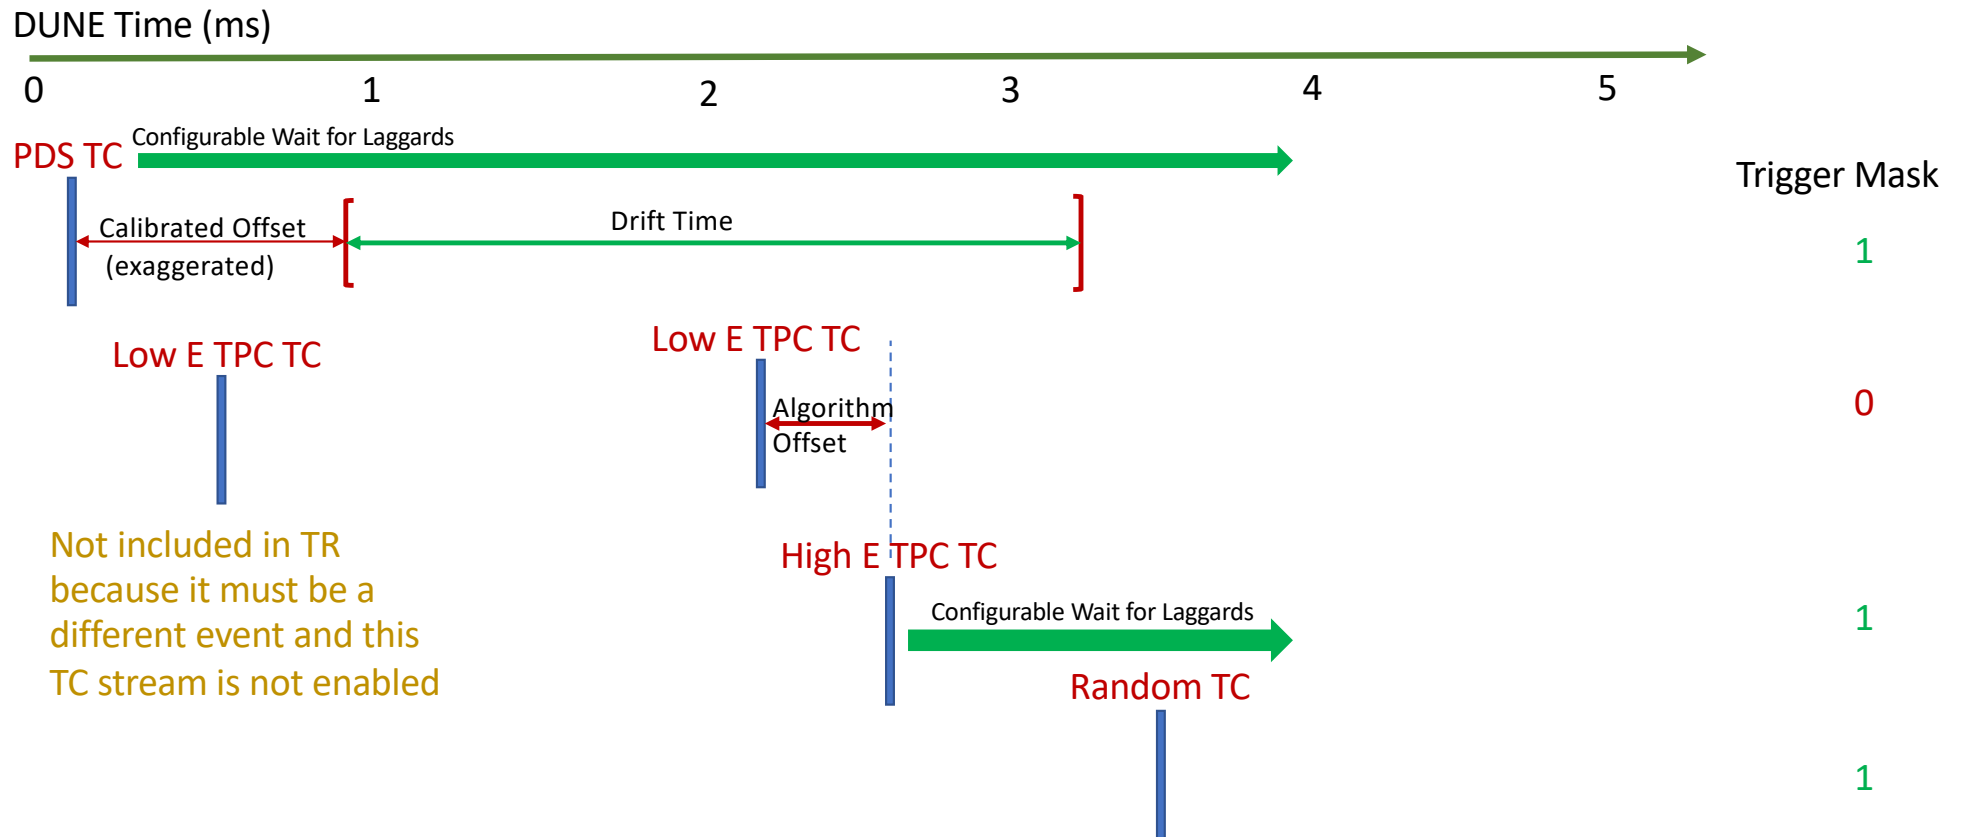 DUNE Time (ms)
0 1 2 3 4 5
Configurable Wait for Laggards
PDS TC
Trigger Mask
Calibrated Offset
(exaggerated)
Drift Time
1
Low E TPC TC
Low E TPC TC
Algorithm
Offset
0
Not included in TR
because it must be a
different event and this
TC stream is not enabled
High E TPC TC
Configurable Wait for Laggards
1
Random TC
1